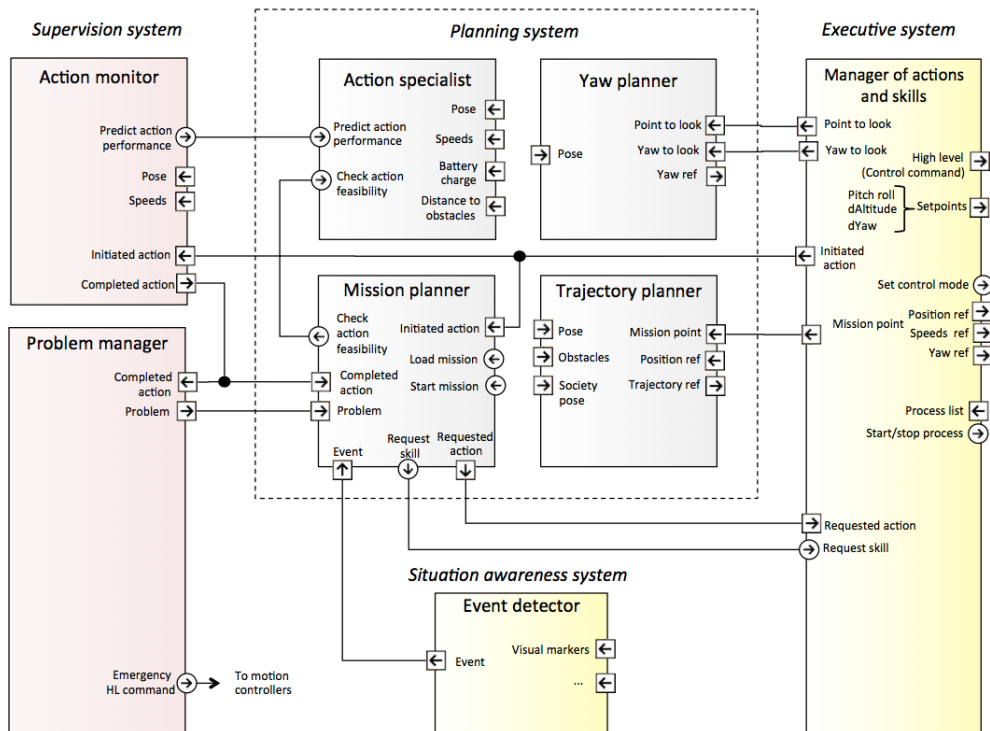 Supervision system
Planning system
Executive system
Action monitor
Predict action
performance
Pose
Speeds
Initiated action
Completed action
Action specialist
Predict action
performance
Check action
feasibility
Pose
Speeds
Battery
charge
Distance to
obstacles
Yaw planner
Pose
Point to look
Yaw to look
Yaw ref
Manager of actions
and skills
Point to look
Yaw to look
High level
(Control command)
Pitch roll
dAltitude
dYaw
Setpoints
Initiated
action
Set control mode
Mission point
Position ref
Speeds ref
Yaw ref
Process list
Start/stop process
Requested action
Request skill
Problem manager
Completed
action
Problem
Emergency
HL command
To motion
controllers
Mission planner
Check
action
feasibility
Initiated action
Load mission
Start mission
Completed
action
Problem
Event
Request
skill
Requested
action
Trajectory planner
Pose
Obstacles
Society
pose
Mission point
Position ref
Trajectory ref
Situation awareness system
Event detector
Visual markers
Event
...